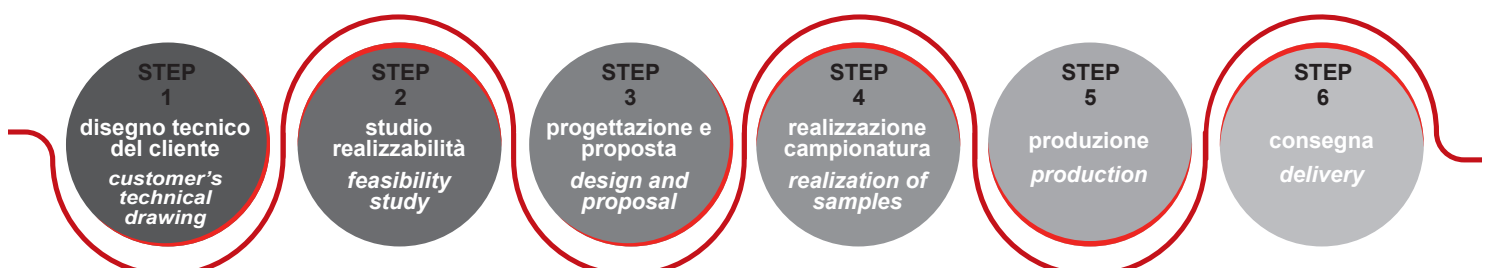 STEP
1
disegno tecnico
del cliente
customer's
technical
drawing
STEP
2
studio
realizzabilità
feasibility
study
STEP
3
progettazione e
proposta
design and
proposal
STEP
4
realizzazione
campionatura
realization of
samples
STEP
5
produzione
production
STEP
6
consegna
delivery